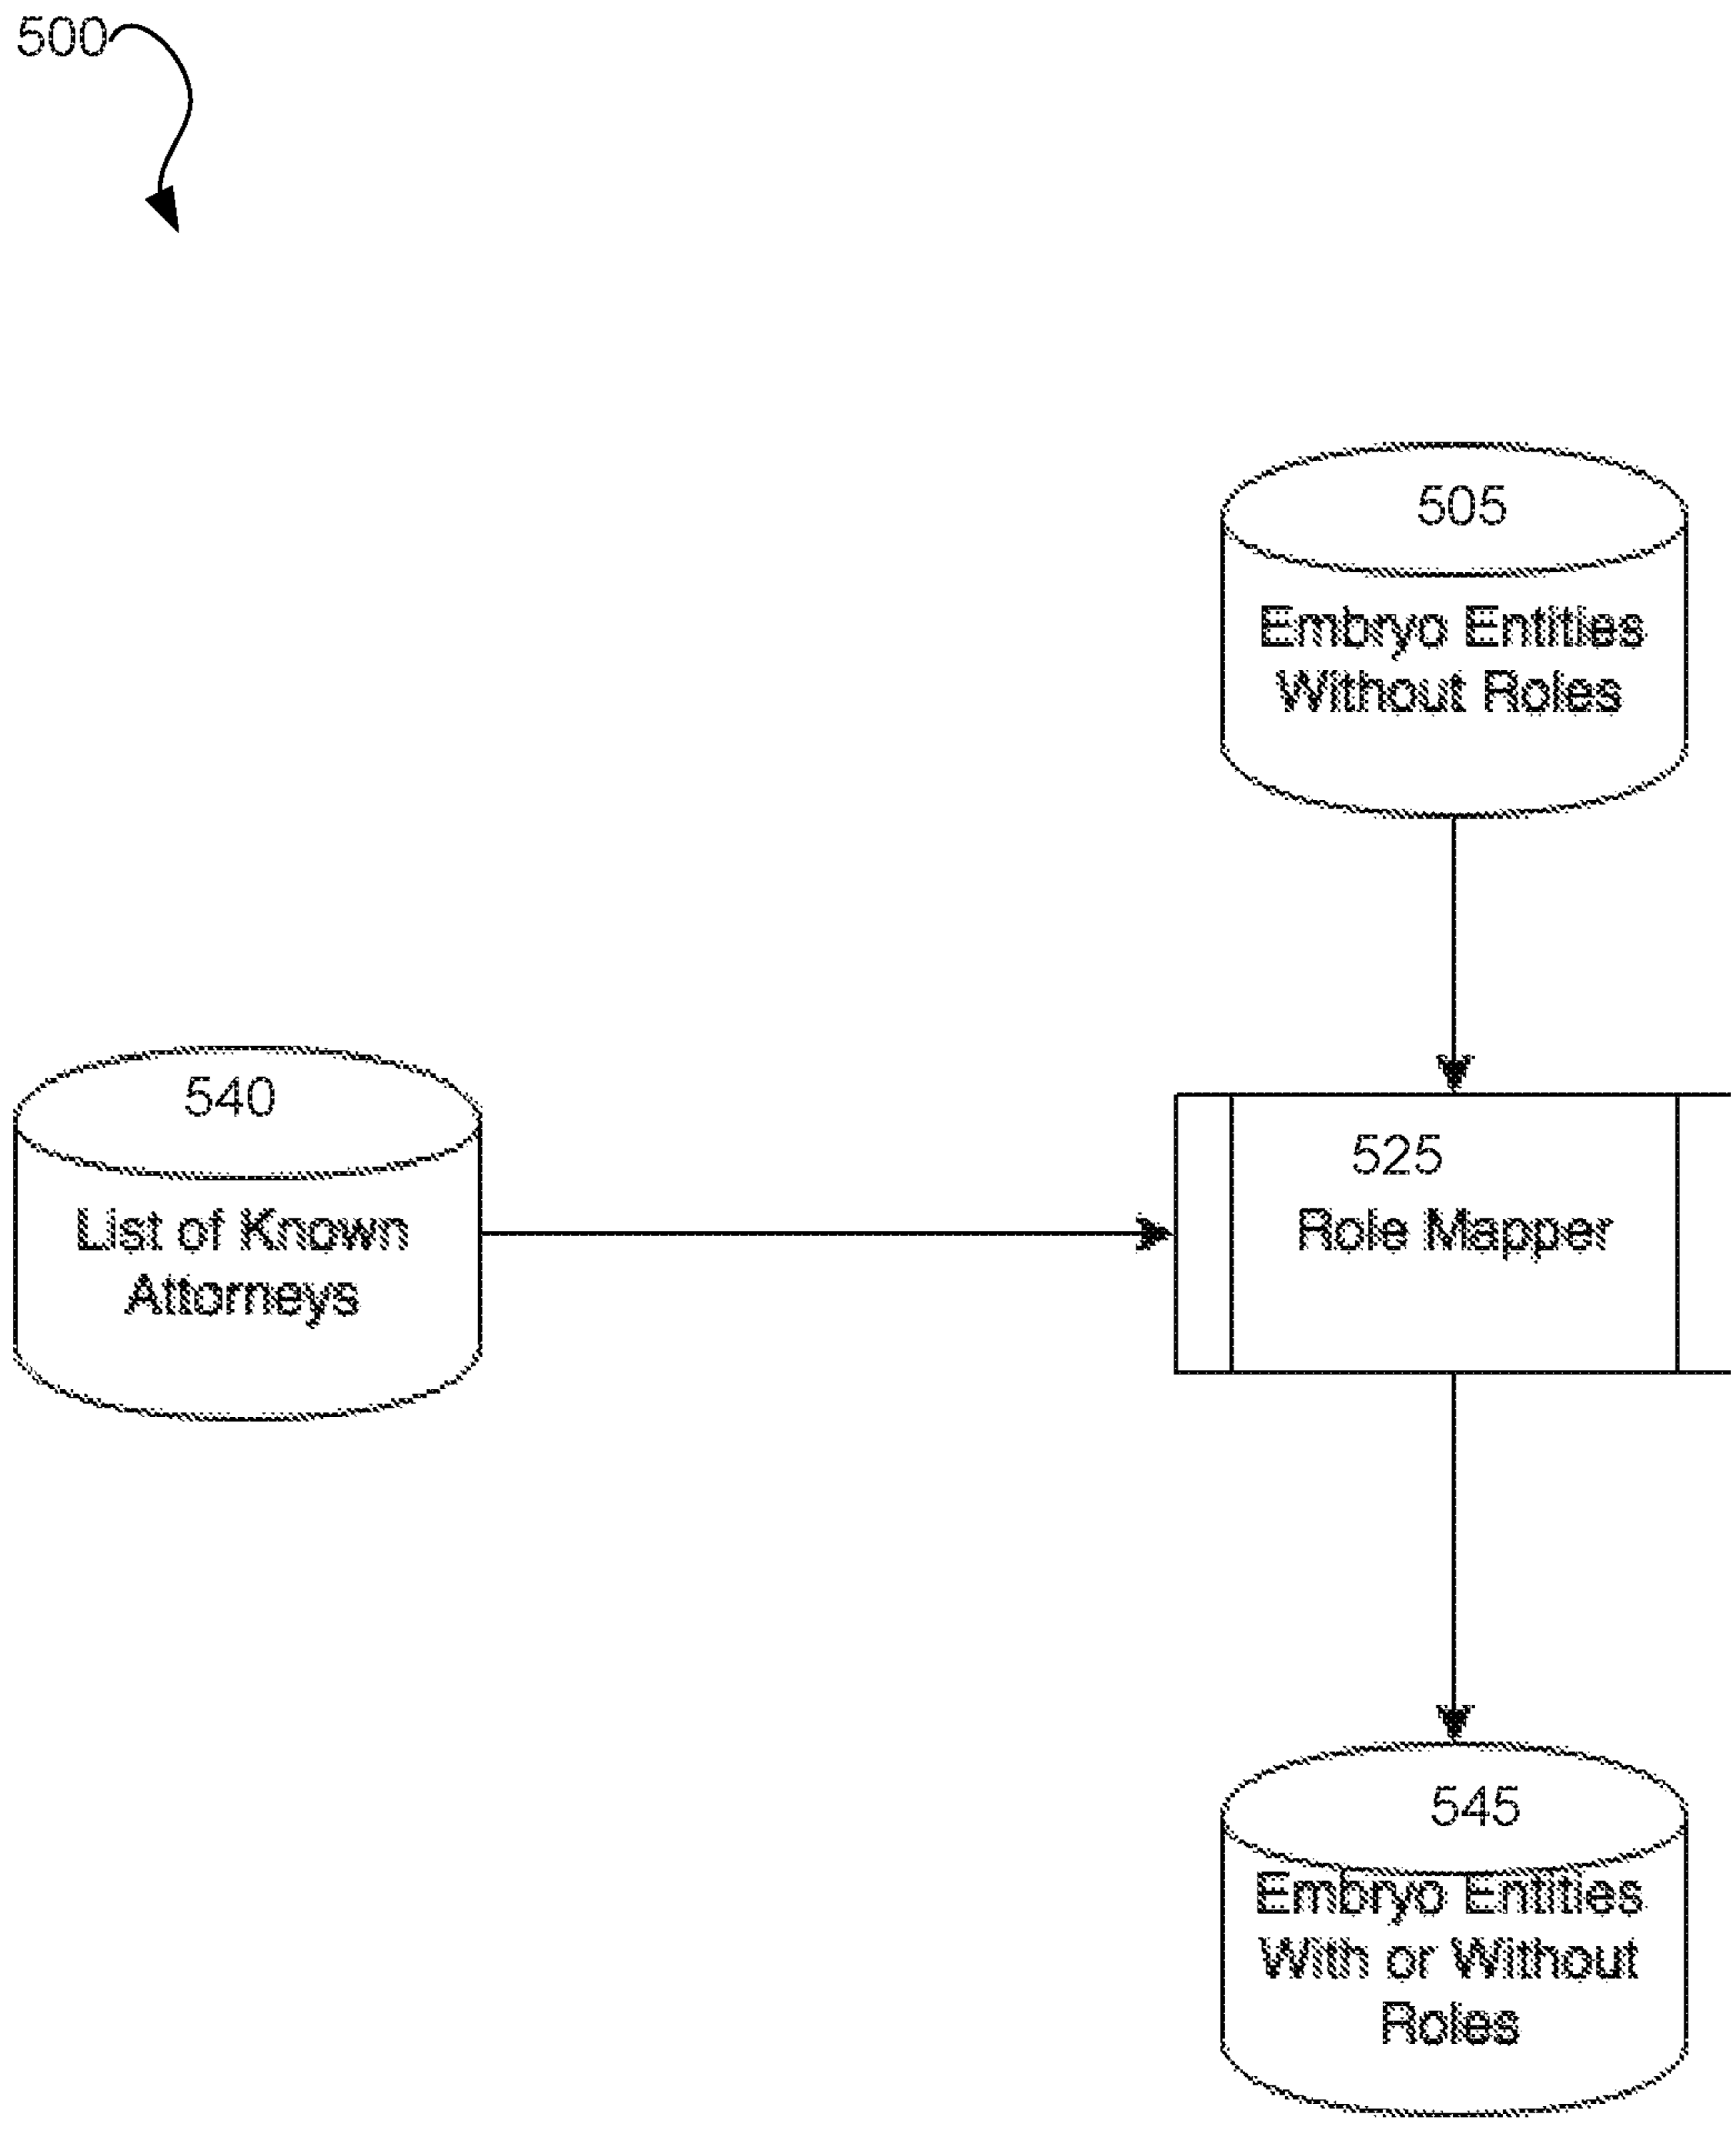 500
505
Embryo Entities
Without Roles
540
List of Known
Attorneys
525
Role Mapper
545
Embryo Entities
With or Without
Roles